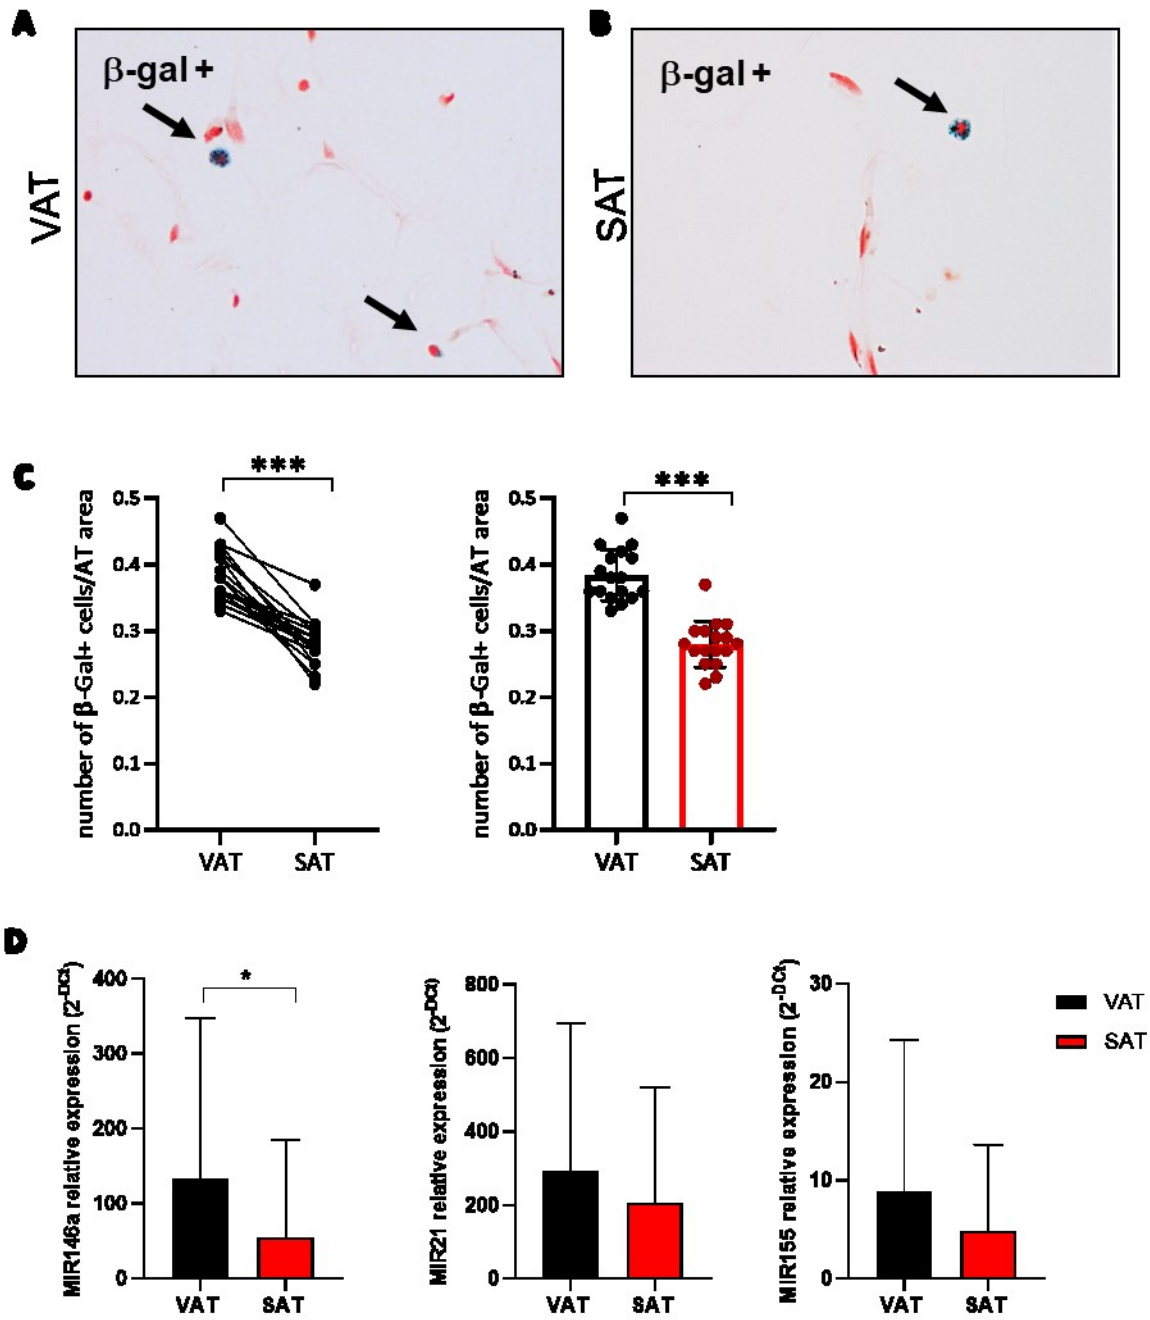 A
β-gal +
VAT
B
β-gal +
SAT
C
***
number of β-Gal+ cells/AT area
0.5
0.4
0.3
0.2
0.1
0.0
VAT SAT
***
number of β-Gal+ cells/AT area
0.5
0.4
0.3
0.2
0.1
0.0
VAT SAT
D
*
MIR146a relative expression (2^-DCt)
400
300
200
100
0
VAT SAT
MIR21 relative expression (2^-DCt)
800
600
400
200
0
VAT SAT
MIR155 relative expression (2^-DCt)
30
20
10
0
VAT SAT
VAT
SAT